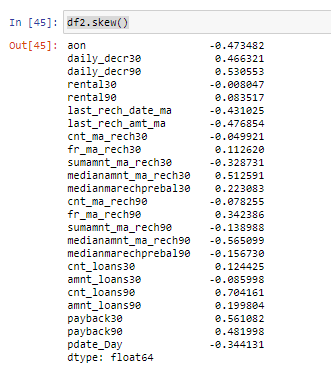 In [45]: df2.skew()
Out[45]: aon -0.473482
daily_decr30 0.466321
daily_decr90 0.530553
rental30 -0.008047
rental90 0.083517
last_rech_date_ma -0.431025
last_rech_amt_ma -0.476854
cnt_ma_rech30 -0.049921
fr_ma_rech30 0.112620
sumamnt_ma_rech30 -0.328731
medianamnt_ma_rech30 0.512591
medianmarechprebal30 0.223083
cnt_ma_rech90 -0.078255
fr_ma_rech90 0.342386
sumamnt_ma_rech90 -0.138988
medianamnt_ma_rech90 -0.565099
medianmarechprebal90 -0.156730
cnt_loans30 0.124425
amnt_loans30 -0.085998
cnt_loans90 0.704161
amnt_loans90 0.199804
payback30 0.561082
payback90 0.481998
pdate_Day -0.344131
dtype: float64